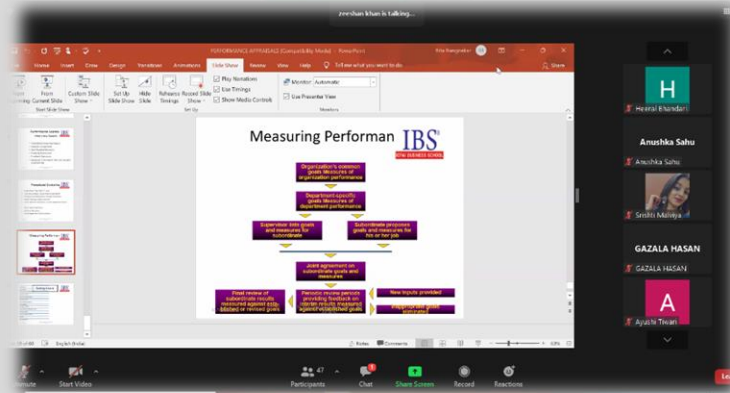 zeeshan khan is talking...
PERFORMANCE APPRAISALS [Compatibility Mode] - PowerPoint
Home Insert Draw Design Transitions Animations Slide Show Review View Help Tell me what you want to do
Share
From Current Slide
Custom Slide Show
Set Up Slide Show
Hide Slide
Rehearse Timings
Record Slide Show
Play Narrations
Use Timings
Show Media Controls
Monitor: Automatic
Use Presenter View
Start Slide Show
Set Up
Monitors
Measuring Performan
IBS
Organization's common
goals Measures of
organization performance
Department-specific
goals Measures of
department performance
Supervisor lists goals
and measures for
subordinate
Subordinate proposes
goals and measures for
his or her job
Joint agreement on
subordinate goals and
measures
Final review of
subordinate results
measured against estab-
lished or revised goals
Periodic review periods
providing feedback on
interim results measured
against established goals
New inputs provided
Inappropriate goals
eliminated
English (India)
Notes
Comments
63%
H
Heeral Bhandari
Anushka Sahu
Anushka Sahu
Srishti Malviya
GAZALA HASAN
GAZALA HASAN
A
Ayushi Tiwari
Start Video
47
Participants
Chat
Share Screen
Record
Reactions